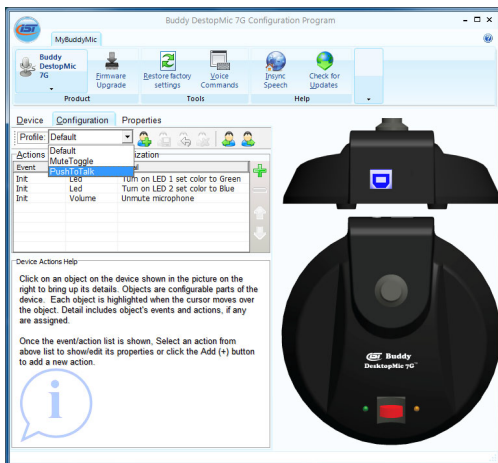 Buddy DestopMic 7G Configuration Program
IST
MyBuddyMic
Buddy
DestopMic
7G
Firmware
Upgrade
Restore factory
settings
Voice
Commands
Insync
Speech
Check for
Updates
Product
Tools
Help
Device Configuration Properties
Profile: Default
Default
MuteToggle
PushToTalk
Actions
Event
Init Led Turn on LED 1 set color to Green
Init Led Turn on LED 2 set color to Blue
Init Volume Unmute microphone
Device Actions Help
Click on an object on the device shown in the picture on the
right to bring up its details. Objects are configurable parts of the
device. Each object is highlighted when the cursor moves over
the object. Detail includes object's events and actions, if any
are assigned.
Once the event/action list is shown, Select an action from
above list to show/edit its properties or click the Add (+) button
to add a new action.
IST Buddy
DesktopMic 7G